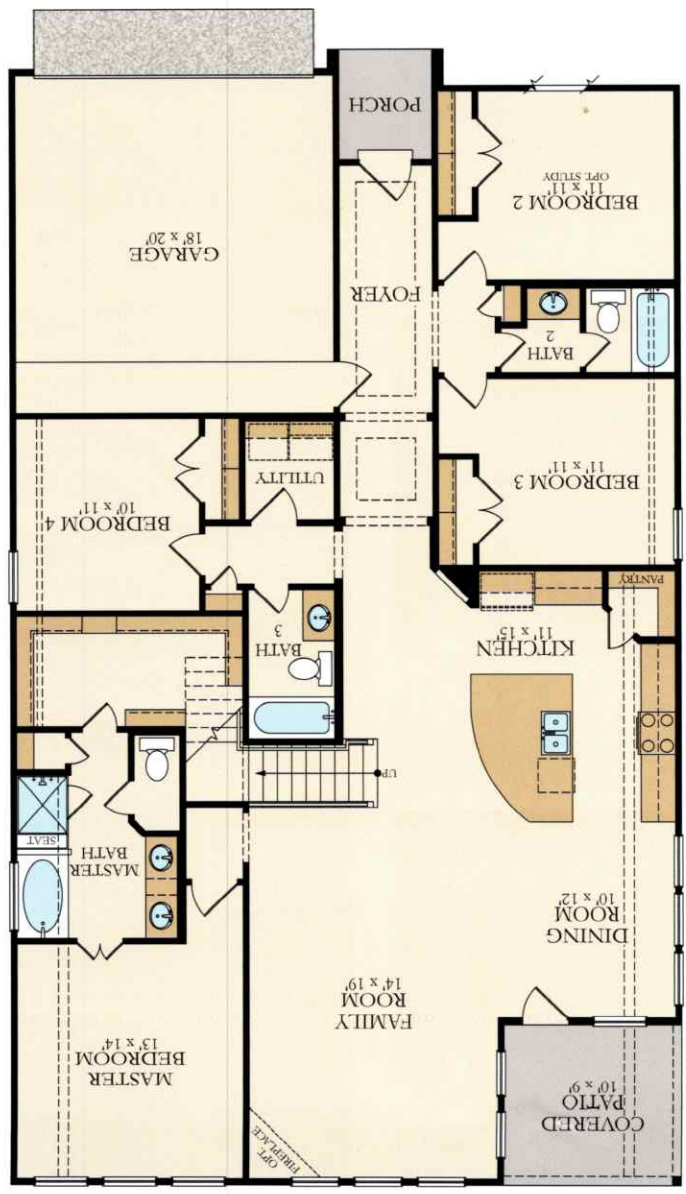 COVERED
PATIO
10' x 9'
OPT.
FIREPLACE
MASTER
BEDROOM
13' x 14'
FAMILY
ROOM
14' x 19'
DINING
ROOM
10' x 12'
MASTER
BATH
SEAT
UP
KITCHEN
11' x 15'
PANTRY
BATH
3
BEDROOM 4
10' x 11'
UTILITY
BEDROOM 3
11' x 11'
BATH
2
FOYER
GARAGE
18' x 20'
BEDROOM 2
11' x 11'
OPT. STUDY
PORCH